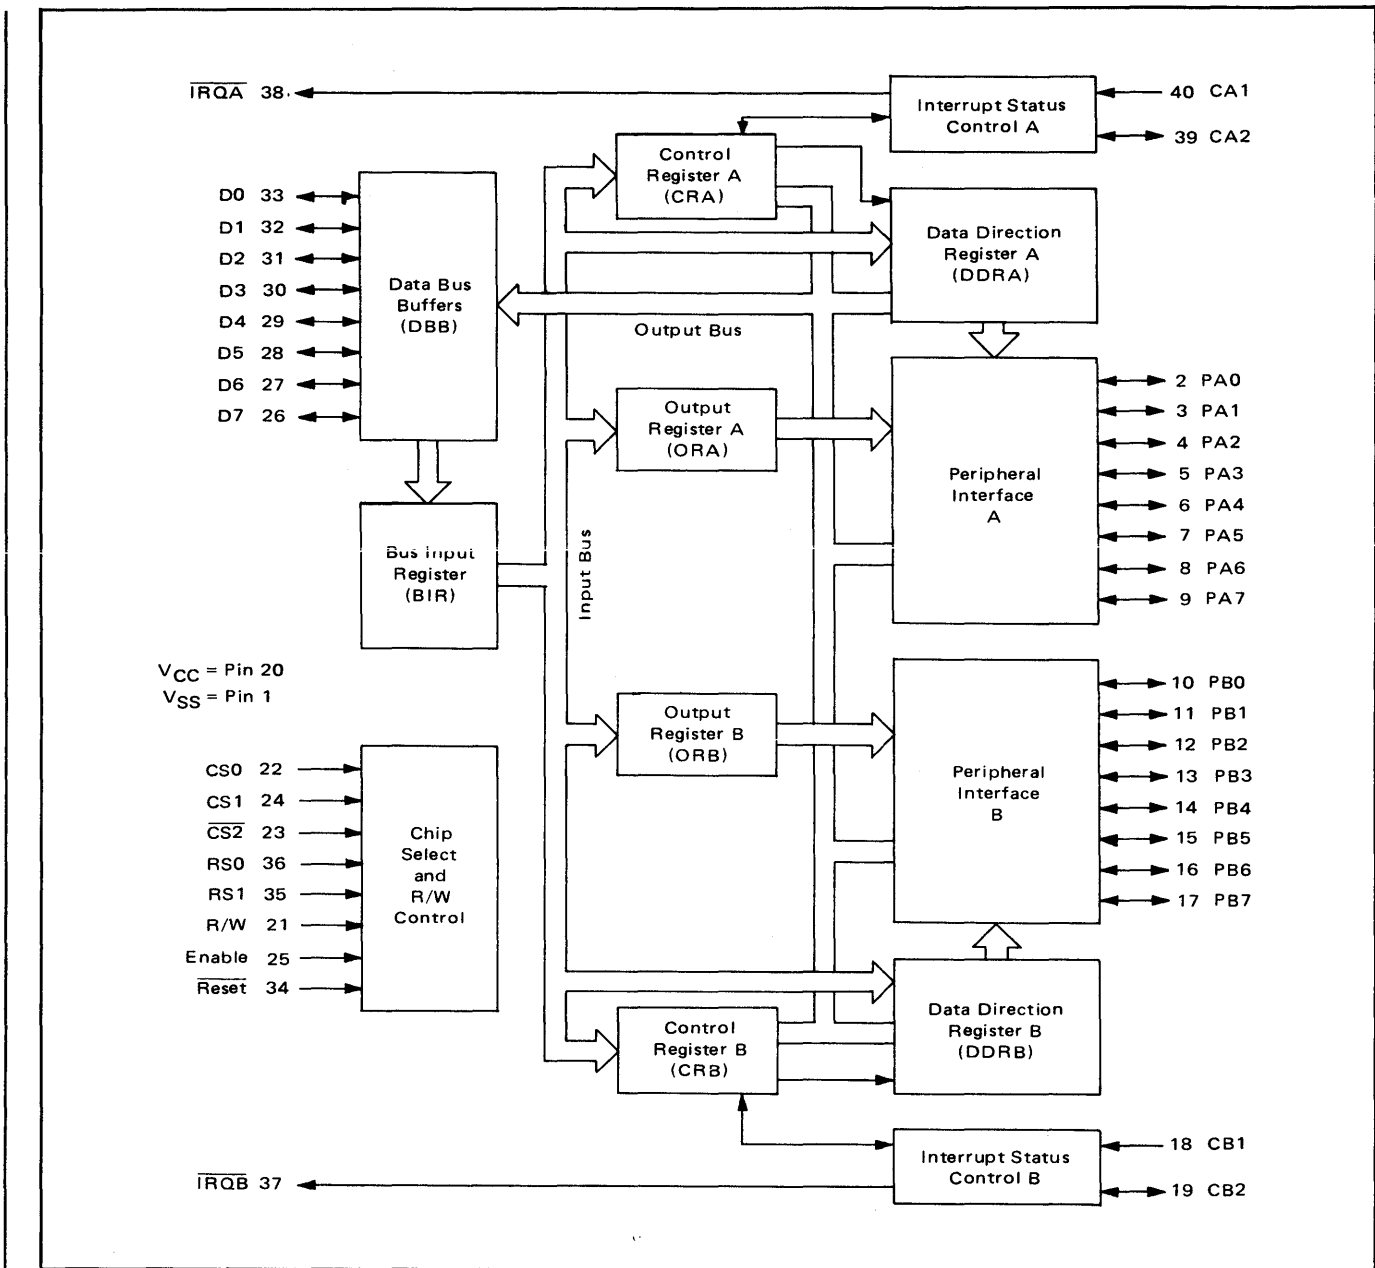 IRQA 38
40 CA1
Interrupt Status
Control A
39 CA2
Control
Register A
(CRA)
D0 33
D1 32
D2 31
D3 30
D4 29
D5 28
D6 27
D7 26
Data Bus
Buffers
(DBB)
Data Direction
Register A
(DDRA)
Output Bus
Output
Register A
(ORA)
Peripheral
Interface
A
2 PA0
3 PA1
4 PA2
5 PA3
6 PA4
7 PA5
8 PA6
9 PA7
Bus Input
Register
(BIR)
Input Bus
VCC = Pin 20
VSS = Pin 1
Output
Register B
(ORB)
Peripheral
Interface
B
10 PB0
11 PB1
12 PB2
13 PB3
14 PB4
15 PB5
16 PB6
17 PB7
CS0 22
CS1 24
CS2 23
RS0 36
RS1 35
R/W 21
Enable 25
Reset 34
Chip
Select
and
R/W
Control
Control
Register B
(CRB)
Data Direction
Register B
(DDRB)
Interrupt Status
Control B
18 CB1
19 CB2
IRQB 37